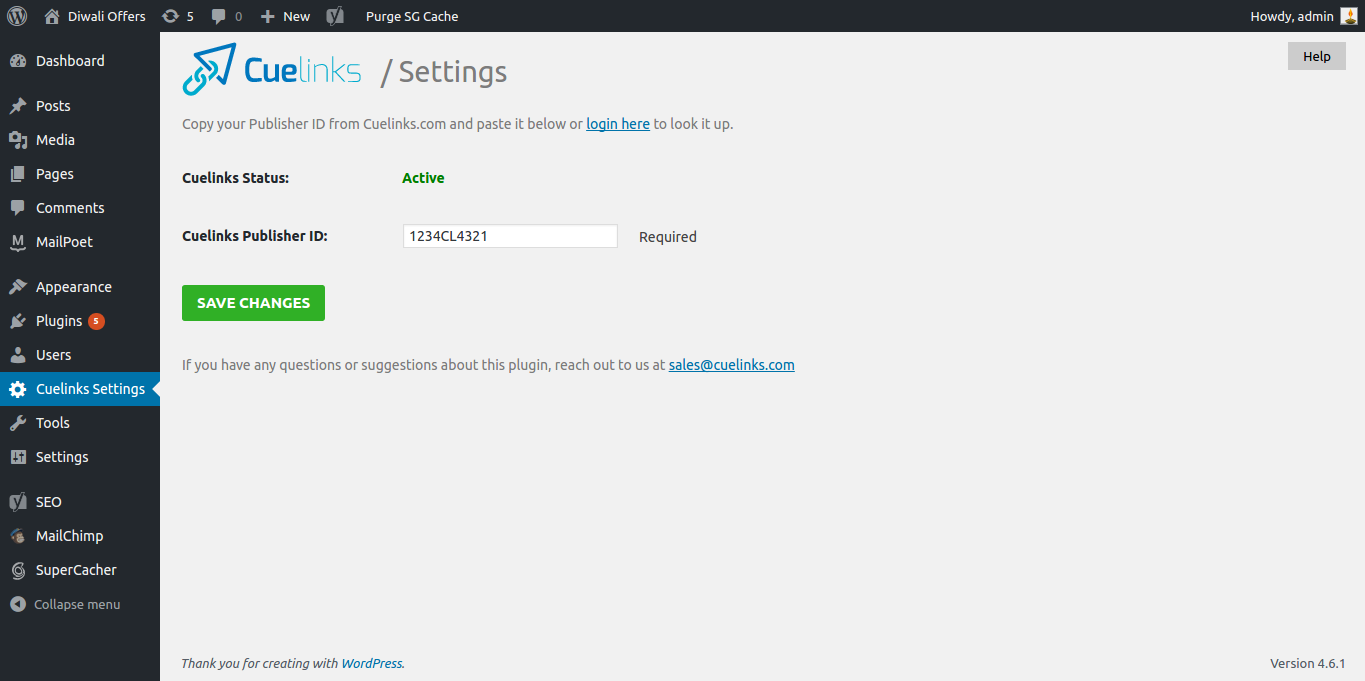 Diwali Offers 5 0 New Purge SG Cache Howdy, admin
Dashboard
Posts
Media
Pages
Comments
MailPoet
Appearance
Plugins 5
Users
Cuelinks Settings
Tools
Settings
SEO
MailChimp
SuperCacher
Collapse menu
Help
Cuelinks / Settings
Copy your Publisher ID from Cuelinks.com and paste it below or login here to look it up.
Cuelinks Status: Active
Cuelinks Publisher ID: 1234CL4321 Required
SAVE CHANGES
If you have any questions or suggestions about this plugin, reach out to us at sales@cuelinks.com
Thank you for creating with WordPress. Version 4.6.1